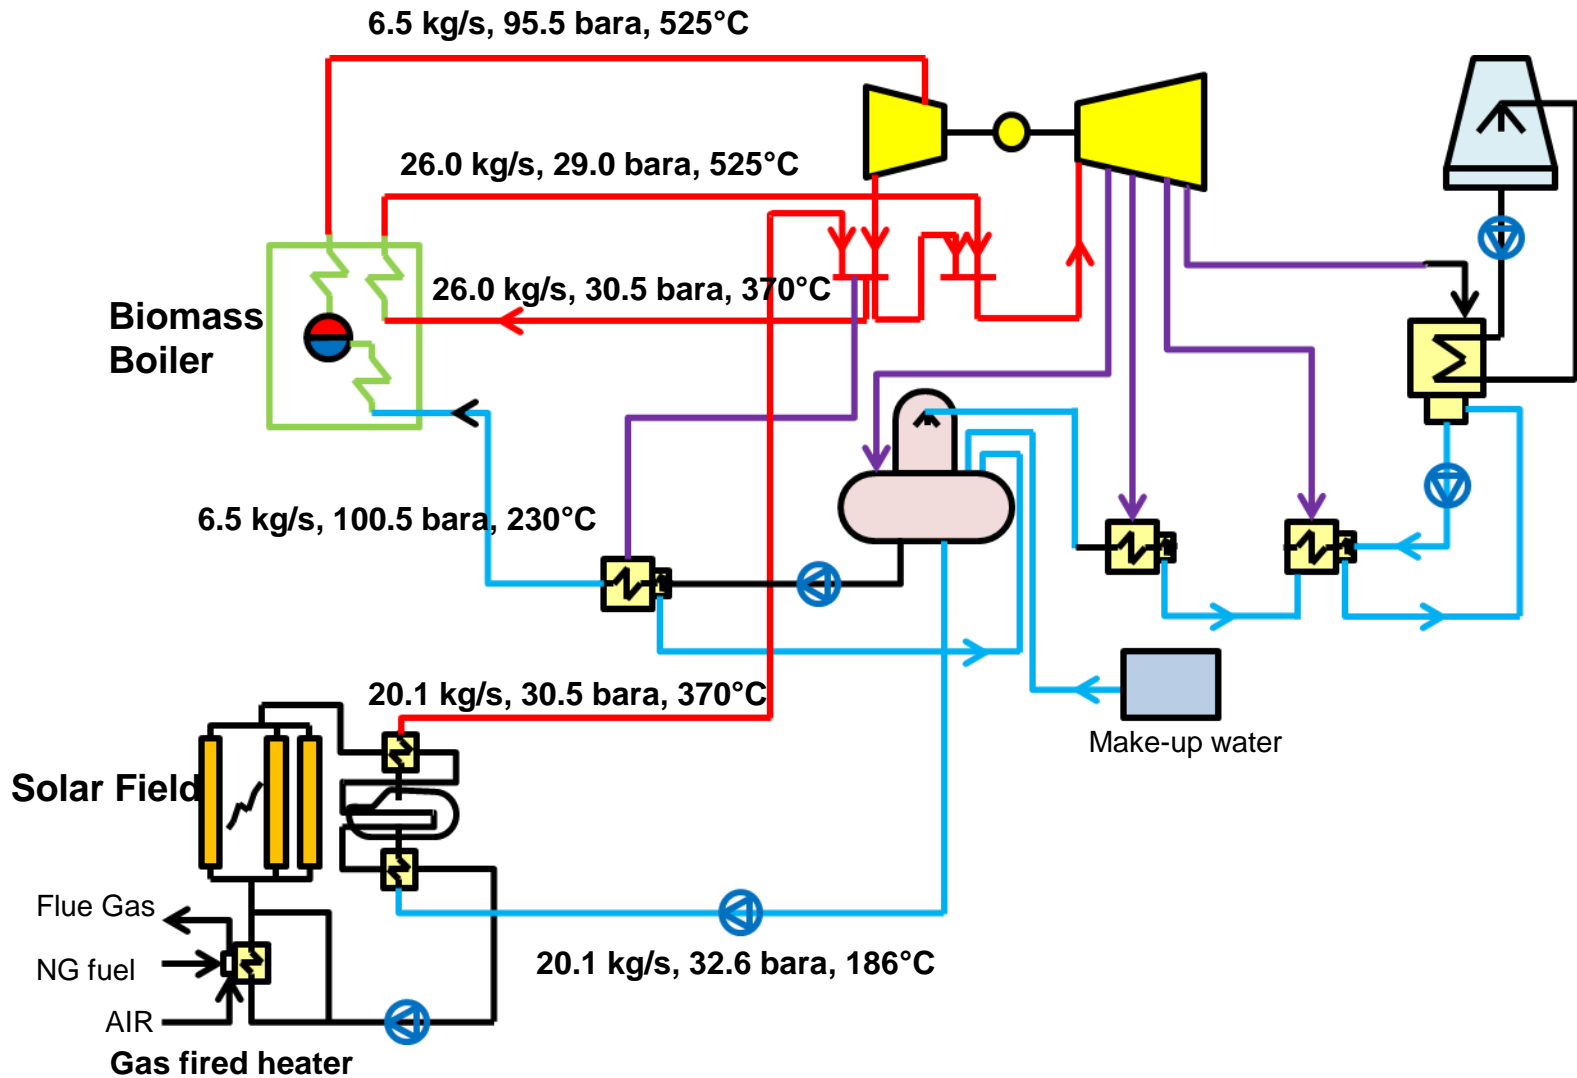 6.5 kg/s, 95.5 bara, 525°C
26.0 kg/s, 29.0 bara, 525°C
26.0 kg/s, 30.5 bara, 370°C
Biomass
Boiler
6.5 kg/s, 100.5 bara, 230°C
20.1 kg/s, 30.5 bara, 370°C
Make-up water
Solar Field
Flue Gas
NG fuel
20.1 kg/s, 32.6 bara, 186°C
AIR
Gas fired heater